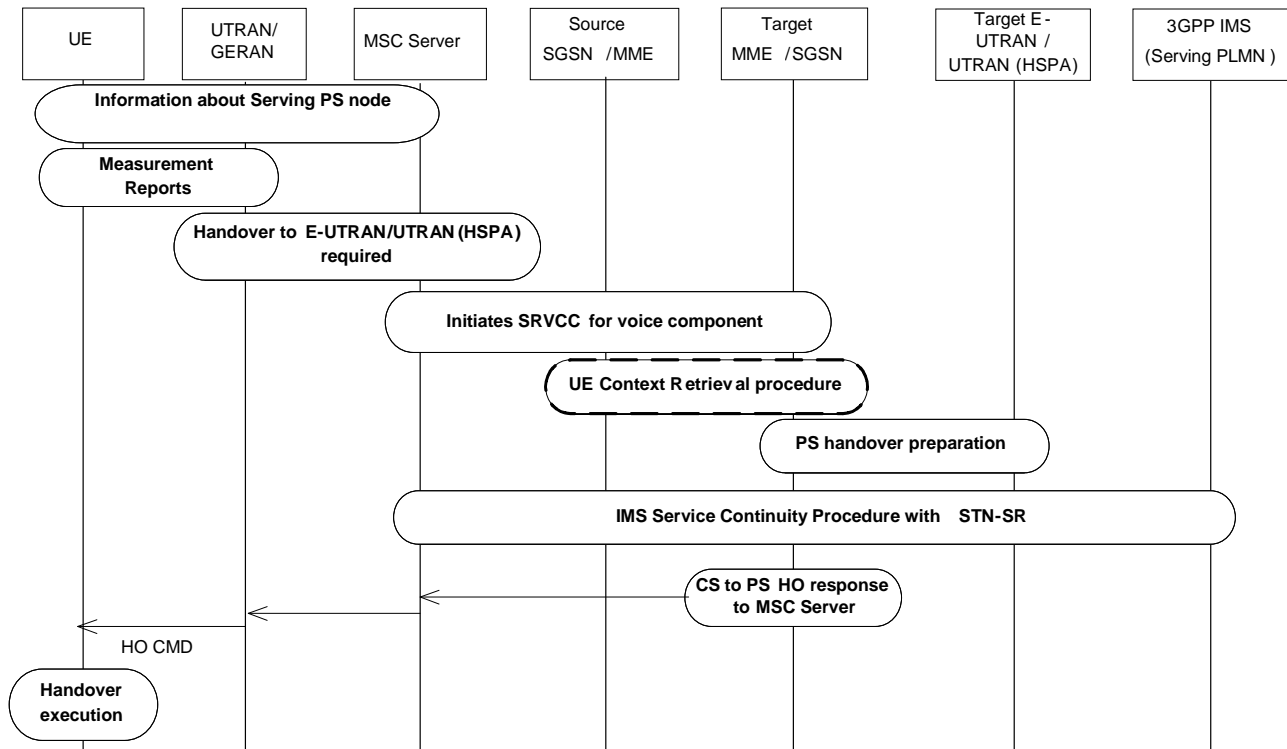 UE
UTRAN/
GERAN
MSC Server
Source
SGSN /MME
Target
MME /SGSN
Target E-
UTRAN /
UTRAN (HSPA)
3GPP IMS
(Serving PLMN )
Information about Serving PS node
Measurement
Reports
Handover to E-UTRAN/UTRAN (HSPA)
required
Initiates SRVCC for voice component
UE Context Retrieval procedure
PS handover preparation
IMS Service Continuity Procedure with STN-SR
CS to PS HO response
to MSC Server
HO CMD
Handover
execution